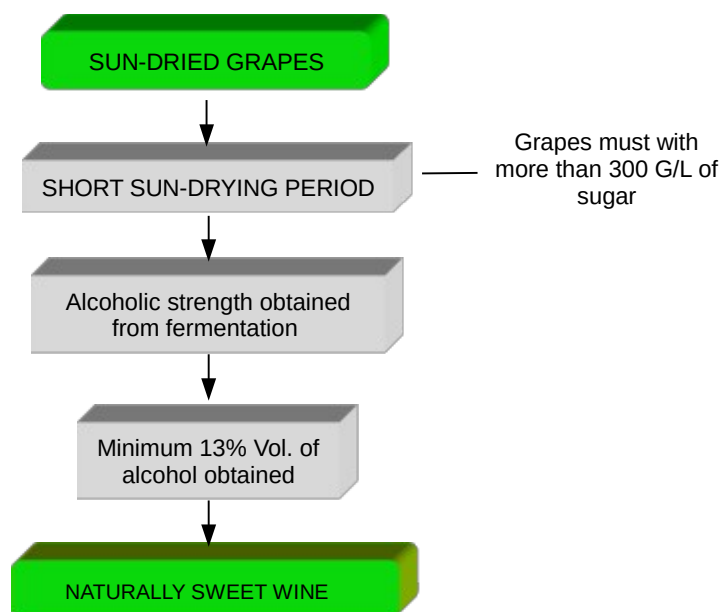 SUN-DRIED GRAPES
SHORT SUN-DRYING PERIOD
Grapes must with
more than 300 G/L of
sugar
Alcoholic strength obtained
from fermentation
Minimum 13% Vol. of
alcohol obtained
NATURALLY SWEET WINE